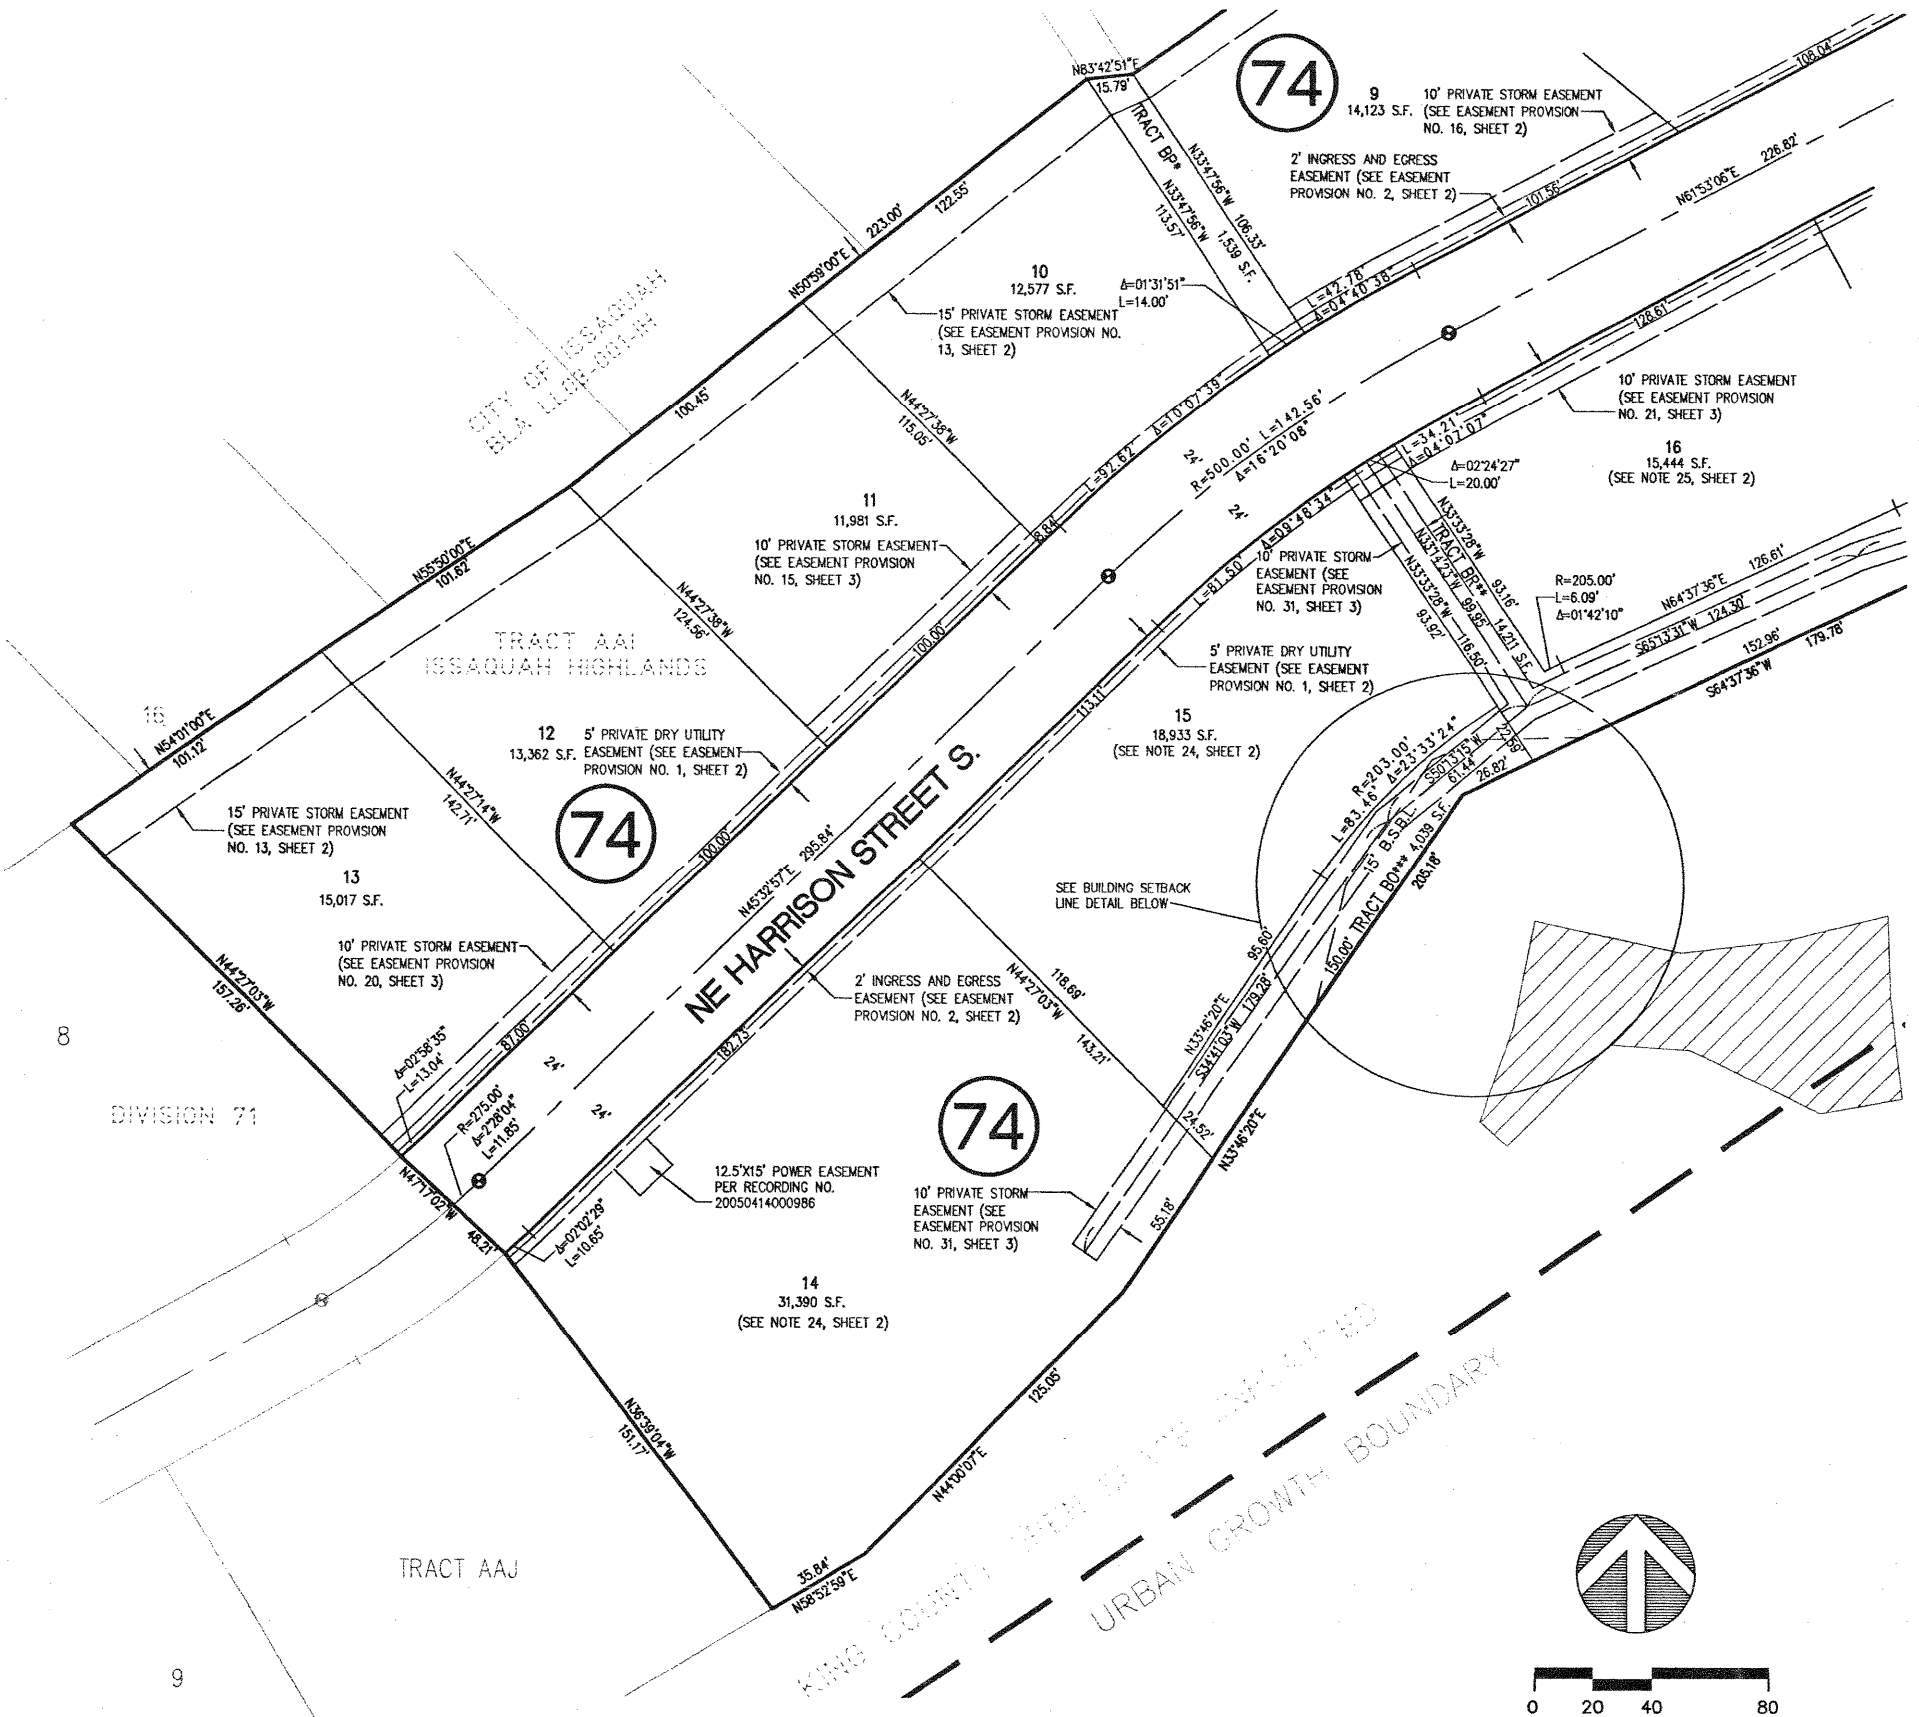 N83°42'51"E
15.79'
TRACT BP*
N33°47'56"W
113.57'
N33°47'56"W 106.33'
1,539 S.F.
74
9
14,123 S.F.
10' PRIVATE STORM EASEMENT
(SEE EASEMENT PROVISION
NO. 16, SHEET 2)
2' INGRESS AND EGRESS
EASEMENT (SEE EASEMENT
PROVISION NO. 2, SHEET 2)
108.04'
101.56'
N61°53'06"E 226.82'
223.00'
122.55'
N50°59'00"E
10
12,577 S.F.
Δ=01°31'51"
L=14.00'
15' PRIVATE STORM EASEMENT
(SEE EASEMENT PROVISION NO.
13, SHEET 2)
L=42.78'
Δ=04°40'38"
128.61'
CITY OF ISSAQUAH
BLA LL08-001-IH
100.45'
N44°27'38"W
115.05'
L=92.62' Δ=10°07'39"
24'
R=500.00' L=142.56'
Δ=16°20'08"
24'
L=34.21'
Δ=04°07'07"
Δ=02°24'27"
L=20.00'
10' PRIVATE STORM EASEMENT
(SEE EASEMENT PROVISION
NO. 21, SHEET 3)
16
15,444 S.F.
(SEE NOTE 25, SHEET 2)
11
11,981 S.F.
10' PRIVATE STORM EASEMENT
(SEE EASEMENT PROVISION
NO. 15, SHEET 3)
8.84'
L=81.50' Δ=09°48'34"
10' PRIVATE STORM
EASEMENT (SEE
EASEMENT PROVISION
NO. 31, SHEET 3)
N33°33'28"W 93.16'
TRACT BR**
14,211 S.F.
N33°14'23"W 99.95'
116.50'
N33°33'28"W
93.92'
R=205.00'
L=6.09'
Δ=01°42'10"
N64°37'36"E 126.61'
S65°13'31"W 124.30'
152.96' 179.78'
S64°37'36"W
N55°50'00"E
101.62'
N44°27'38"W
124.56'
100.00'
TRACT AAI
ISSAQUAH HIGHLANDS
5' PRIVATE DRY UTILITY
EASEMENT (SEE EASEMENT
PROVISION NO. 1, SHEET 2)
113.11'
15
18,933 S.F.
(SEE NOTE 24, SHEET 2)
16
N54°01'00"E
101.12'
12
13,362 S.F.
5' PRIVATE DRY UTILITY
EASEMENT (SEE EASEMENT
PROVISION NO. 1, SHEET 2)
74
N44°27'14"W
142.71'
R=203.00'
L=83.46' Δ=23°33'24"
S50°13'15"W
61.44'
22.59'
26.82'
15' B.S.B.L.
TRACT BO*** 4,039 S.F.
150.00'
205.18'
15' PRIVATE STORM EASEMENT
(SEE EASEMENT PROVISION
NO. 13, SHEET 2)
13
15,017 S.F.
100.00'
N45°32'57"E 295.84'
NE HARRISON STREET S.
SEE BUILDING SETBACK
LINE DETAIL BELOW
10' PRIVATE STORM EASEMENT
(SEE EASEMENT PROVISION
NO. 20, SHEET 3)
N44°27'03"W
157.26'
2' INGRESS AND EGRESS
EASEMENT (SEE EASEMENT
PROVISION NO. 2, SHEET 2)
118.69'
N44°27'03"W
143.21'
95.60'
N33°46'20"E
S34°41'03"W 179.28'
8
87.00'
182.73'
Δ=02°58'35"
L=13.04'
24'
24'
R=275.00'
Δ=2°28'04"
L=11.85'
DIVISION 71
74
24.52'
N33°46'20"E
N47°17'02"W
48.21'
12.5'X15' POWER EASEMENT
PER RECORDING NO.
20050414000986
10' PRIVATE STORM
EASEMENT (SEE
EASEMENT PROVISION
NO. 31, SHEET 3)
55.18'
Δ=02°02'29"
L=10.65'
14
31,390 S.F.
(SEE NOTE 24, SHEET 2)
N36°39'04"W
151.17'
125.05'
N44°00'07"E
35.84'
N58°52'59"E
TRACT AAJ
9
KING COUNTY OPEN
URBAN GROWTH BOUNDARY
0 20 40 80